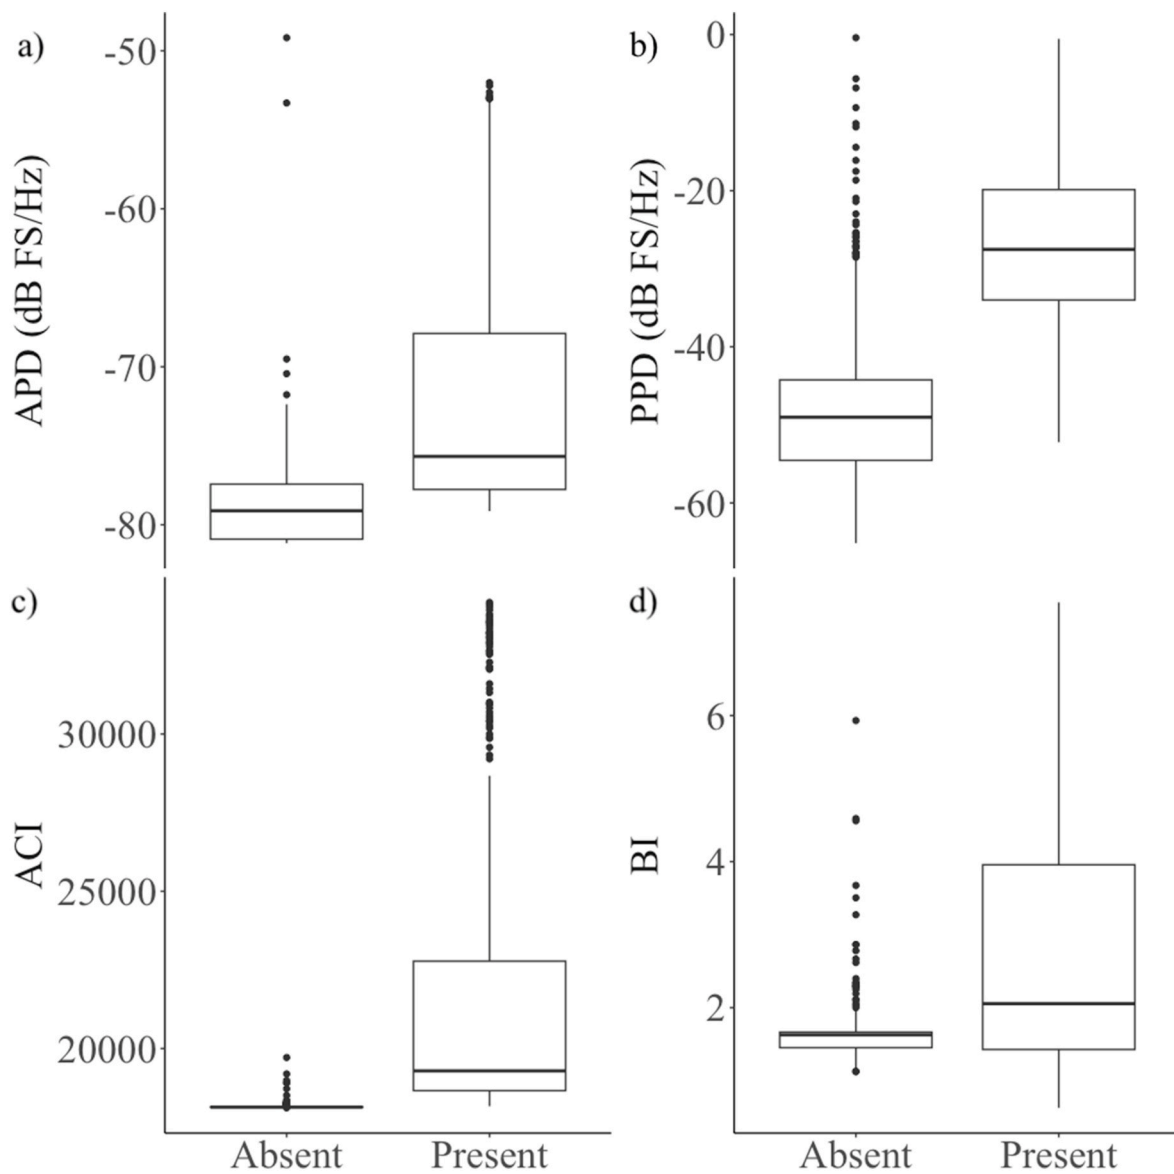 a)
APD (dB FS/Hz)
-50
-60
-70
-80
b)
PPD (dB FS/Hz)
0
-20
-40
-60
c)
ACI
30000
25000
20000
Absent
Present
d)
BI
6
4
2
Absent
Present